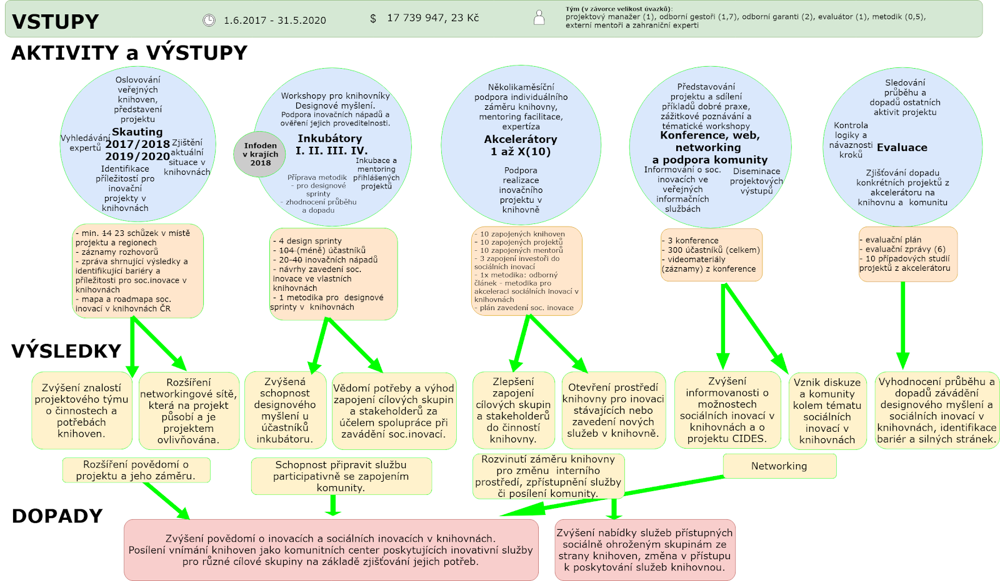 VSTUPY
1.6.2017 - 31.5.2020
$ 17 739 947, 23 Kč
Tým (v závorce velikost úvazků):
projektový manažer (1), odborní gestoři (1,7), odborní garanti (2), evaluátor (1), metodik (0,5),
externí mentoři a zahraniční experti
AKTIVITY a VÝSTUPY
Oslovování
veřejných
knihoven,
představení
projektu
Vyhledávání
expertů
Skauting
2017/2018
2019/2020
Zjištění
aktuální
situace v
knihovnách
Identifikace
příležitostí pro
inovační
projekty v
knihovnách
Workshopy pro knihovníky
Designové myšlení.
Podpora inovačních nápadů a
ověření jejich proveditelnosti.
Infoden
v krajích
2018
Inkubátory
I. II. III. IV.
Inkubace a
mentoring
přihlášených
projektů
Příprava metodik
- pro designové
sprinty
- zhodnocení průběhu
a dopadu
Několikaměsíční
podpora individuálního
záměru knihovny,
mentoring facilitace,
expertíza
Akcelerátory
1 až X(10)
Podpora
realizace
inovačního
projektu v
knihovně
Představování
projektu a sdílení
příkladů dobré praxe,
zážitkové poznávání a
tématické workshopy
Konference, web,
networking
a podpora komunity
Informování o soc.
inovacích ve
veřejných
informačních
službách
Diseminace
projektových
výstupů
Sledování
průběhu a
dopadů ostatních
aktivit projektu
Kontrola
logiky a
návaznosti
kroků
Evaluace
Zjišťování dopadu
konkrétních projektů z
akcelerátoru na
knihovnu a komunitu
- min. 14 23 schůzek v místě
projektu a regionech
- záznamy rozhovorů
- zpráva shrnující výsledky a
identifikující bariéry a
příležitosti pro soc.inovace v
knihovnách
- mapa a roadmapa soc.
inovací v knihovnách ČR
- 4 design sprinty
- 104 (méně) účastníků
- 20-40 inovačních nápadů
- návrhy zavedení soc.
inovace ve vlastních
knihovnách
- 1 metodika pro designové
sprinty v knihovnách
- 10 zapojených knihoven
- 10 zapojených projektů
- 10 zapojených mentorů
- 3 zapojení investoři do
sociálních inovací
- 1x metodika: odborný
článek - metodika pro
akceleraci sociálních inovací v
knihovnách
- plán zavedení soc. inovace
- 3 konference
- 300 účastníků (celkem)
- videomateriály
(záznamy) z konference
- evaluační plán
- evaluační zprávy (6)
- 10 případových studií
projektů z akcelerátoru
VÝSLEDKY
Zvýšení znalostí
projektového týmu
o činnostech a
potřebách
knihoven.
Rozšíření
networkingové sítě,
která na projekt
působí a je
projektem
ovlivňována.
Zvýšená
schopnost
designového
myšlení u
účastníků
inkubátoru.
Vědomí potřeby a výhod
zapojení cílových skupin
a stakeholderů za
účelem spolupráce při
zavádění soc.inovací.
Zlepšení
zapojení
cílových skupin
a stakeholderů
do činností
knihovny.
Otevření prostředí
knihovny pro inovaci
stávajících nebo
zavedení nových
služeb v knihovně.
Zvýšení
informovanosti o
možnostech
sociálních inovací v
knihovnách a o
projektu CIDES.
Vznik diskuze
a komunity
kolem tématu
sociálních
inovací v
knihovnách
Vyhodnocení průběhu a
dopadů závádění
designového myšlení a
sociálních inovací v
knihovnách, identifikace
bariér a silných stránek.
Rozšíření povědomí o
projektu a jeho záměru.
Schopnost připravit službu
participativně se zapojením
komunity.
Rozvinutí záměru knihovny
pro změnu interního
prostředí, zpřístupnění služby
či posílení komunity.
Networking
DOPADY
Zvýšení povědomí o inovacích a sociálních inovacích v knihovnách.
Posílení vnímání knihoven jako komunitních center poskytujících inovativní služby
pro různé cílové skupiny na základě zjišťování jejich potřeb.
Zvýšení nabídky služeb přístupných
sociálně ohroženým skupinám ze
strany knihoven, změna v přístupu
k poskytování služeb knihovnou.